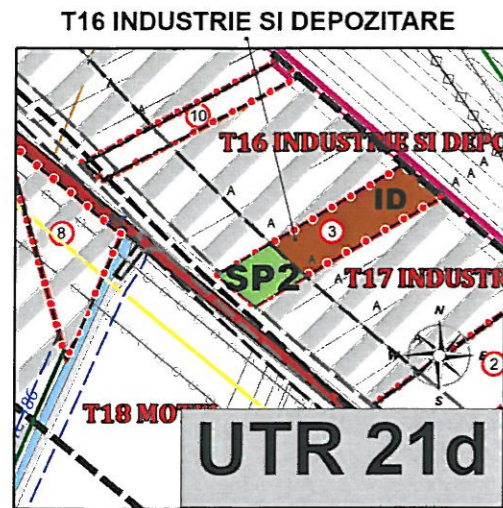 T16 INDUSTRIE SI DEPOZITARE
10
T16 INDUSTRIE SI DEPO
A
A
A
ID
8
A
3
A
SP2
A
T17 INDUSTR
A
A
A
N
2
S
T18
UTR 21d